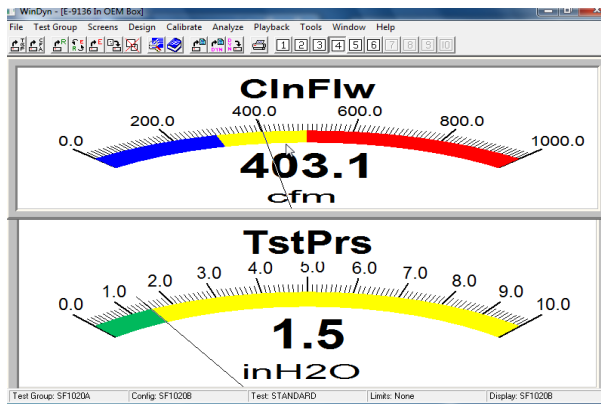 WinDyn - [E-9136 In OEM Box]
File Test Group Screens Design Calibrate Analyze Playback Tools Window Help
1 2 3 4 5 6 7 8 9 10
ClnFlw
0.0 200.0 400.0 600.0 800.0 1000.0
403.1
cfm
TstPrs
0.0 1.0 2.0 3.0 4.0 5.0 6.0 7.0 8.0 9.0 10.0
1.5
inH2O
Test Group: SF1020A Config: SF1020B Test: STANDARD Limits: None Display: SF1020B